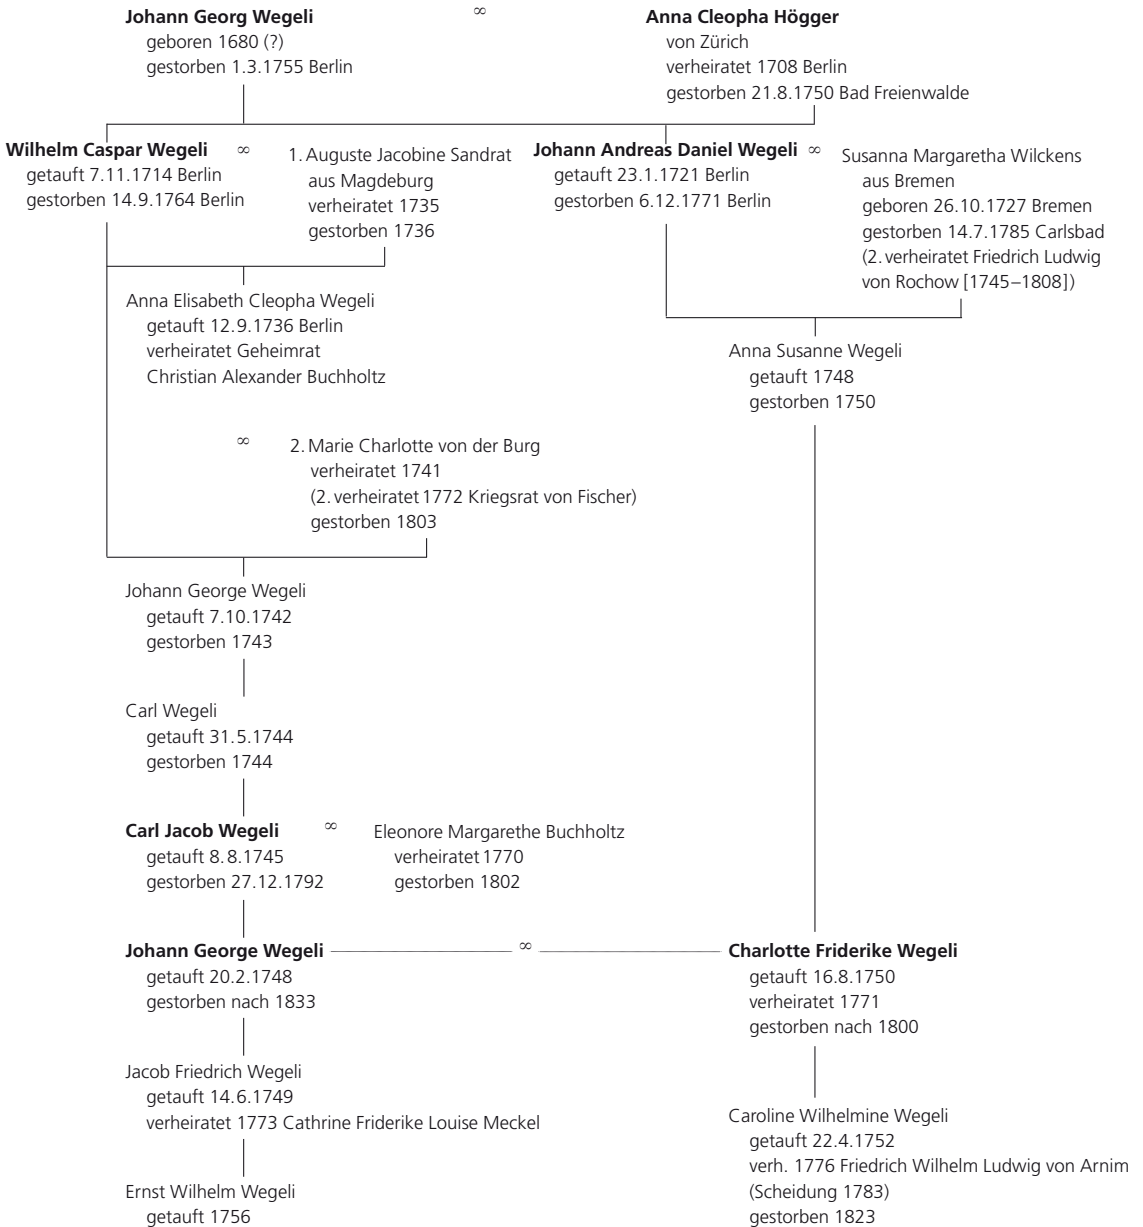 Johann Georg Wegeli ∞ Anna Cleopha Högger
geboren 1680 (?)
gestorben 1.3.1755 Berlin
von Zürich
verheiratet 1708 Berlin
gestorben 21.8.1750 Bad Freienwalde
Wilhelm Caspar Wegeli ∞
getauft 7.11.1714 Berlin
gestorben 14.9.1764 Berlin
1. Auguste Jacobine Sandrat
aus Magdeburg
verheiratet 1735
gestorben 1736
Johann Andreas Daniel Wegeli ∞
getauft 23.1.1721 Berlin
gestorben 6.12.1771 Berlin
Susanna Margaretha Wilckens
aus Bremen
geboren 26.10.1727 Bremen
gestorben 14.7.1785 Carlsbad
(2. verheiratet Friedrich Ludwig
von Rochow [1745–1808])
Anna Elisabeth Cleopha Wegeli
getauft 12.9.1736 Berlin
verheiratet Geheimrat
Christian Alexander Buchholtz
Anna Susanne Wegeli
getauft 1748
gestorben 1750
∞ 2. Marie Charlotte von der Burg
verheiratet 1741
(2. verheiratet 1772 Kriegsrat von Fischer)
gestorben 1803
Johann George Wegeli
getauft 7.10.1742
gestorben 1743
Carl Wegeli
getauft 31.5.1744
gestorben 1744
Carl Jacob Wegeli ∞
getauft 8.8.1745
gestorben 27.12.1792
Eleonore Margarethe Buchholtz
verheiratet 1770
gestorben 1802
Johann George Wegeli ∞ Charlotte Friderike Wegeli
getauft 20.2.1748
gestorben nach 1833
getauft 16.8.1750
verheiratet 1771
gestorben nach 1800
Jacob Friedrich Wegeli
getauft 14.6.1749
verheiratet 1773 Cathrine Friderike Louise Meckel
Caroline Wilhelmine Wegeli
getauft 22.4.1752
verh. 1776 Friedrich Wilhelm Ludwig von Arnim
(Scheidung 1783)
gestorben 1823
Ernst Wilhelm Wegeli
getauft 1756